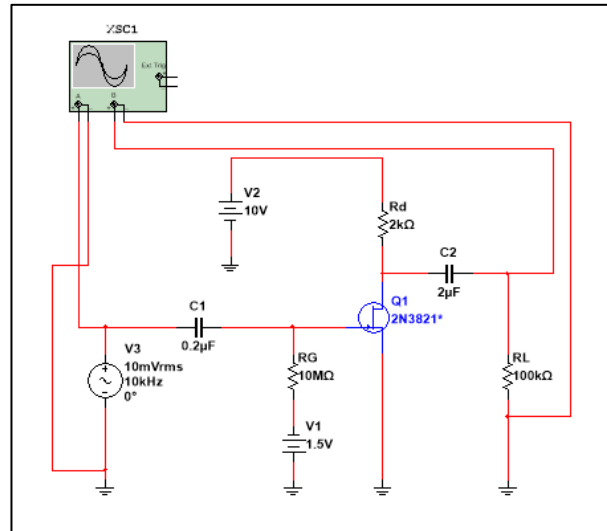 XSC1
Ext Trig
A
B
V2
10V
Rd
2kΩ
C2
2µF
C1
0.2µF
Q1
2N3821*
V3
10mVrms
10kHz
0°
RG
10MΩ
RL
100kΩ
V1
1.5V